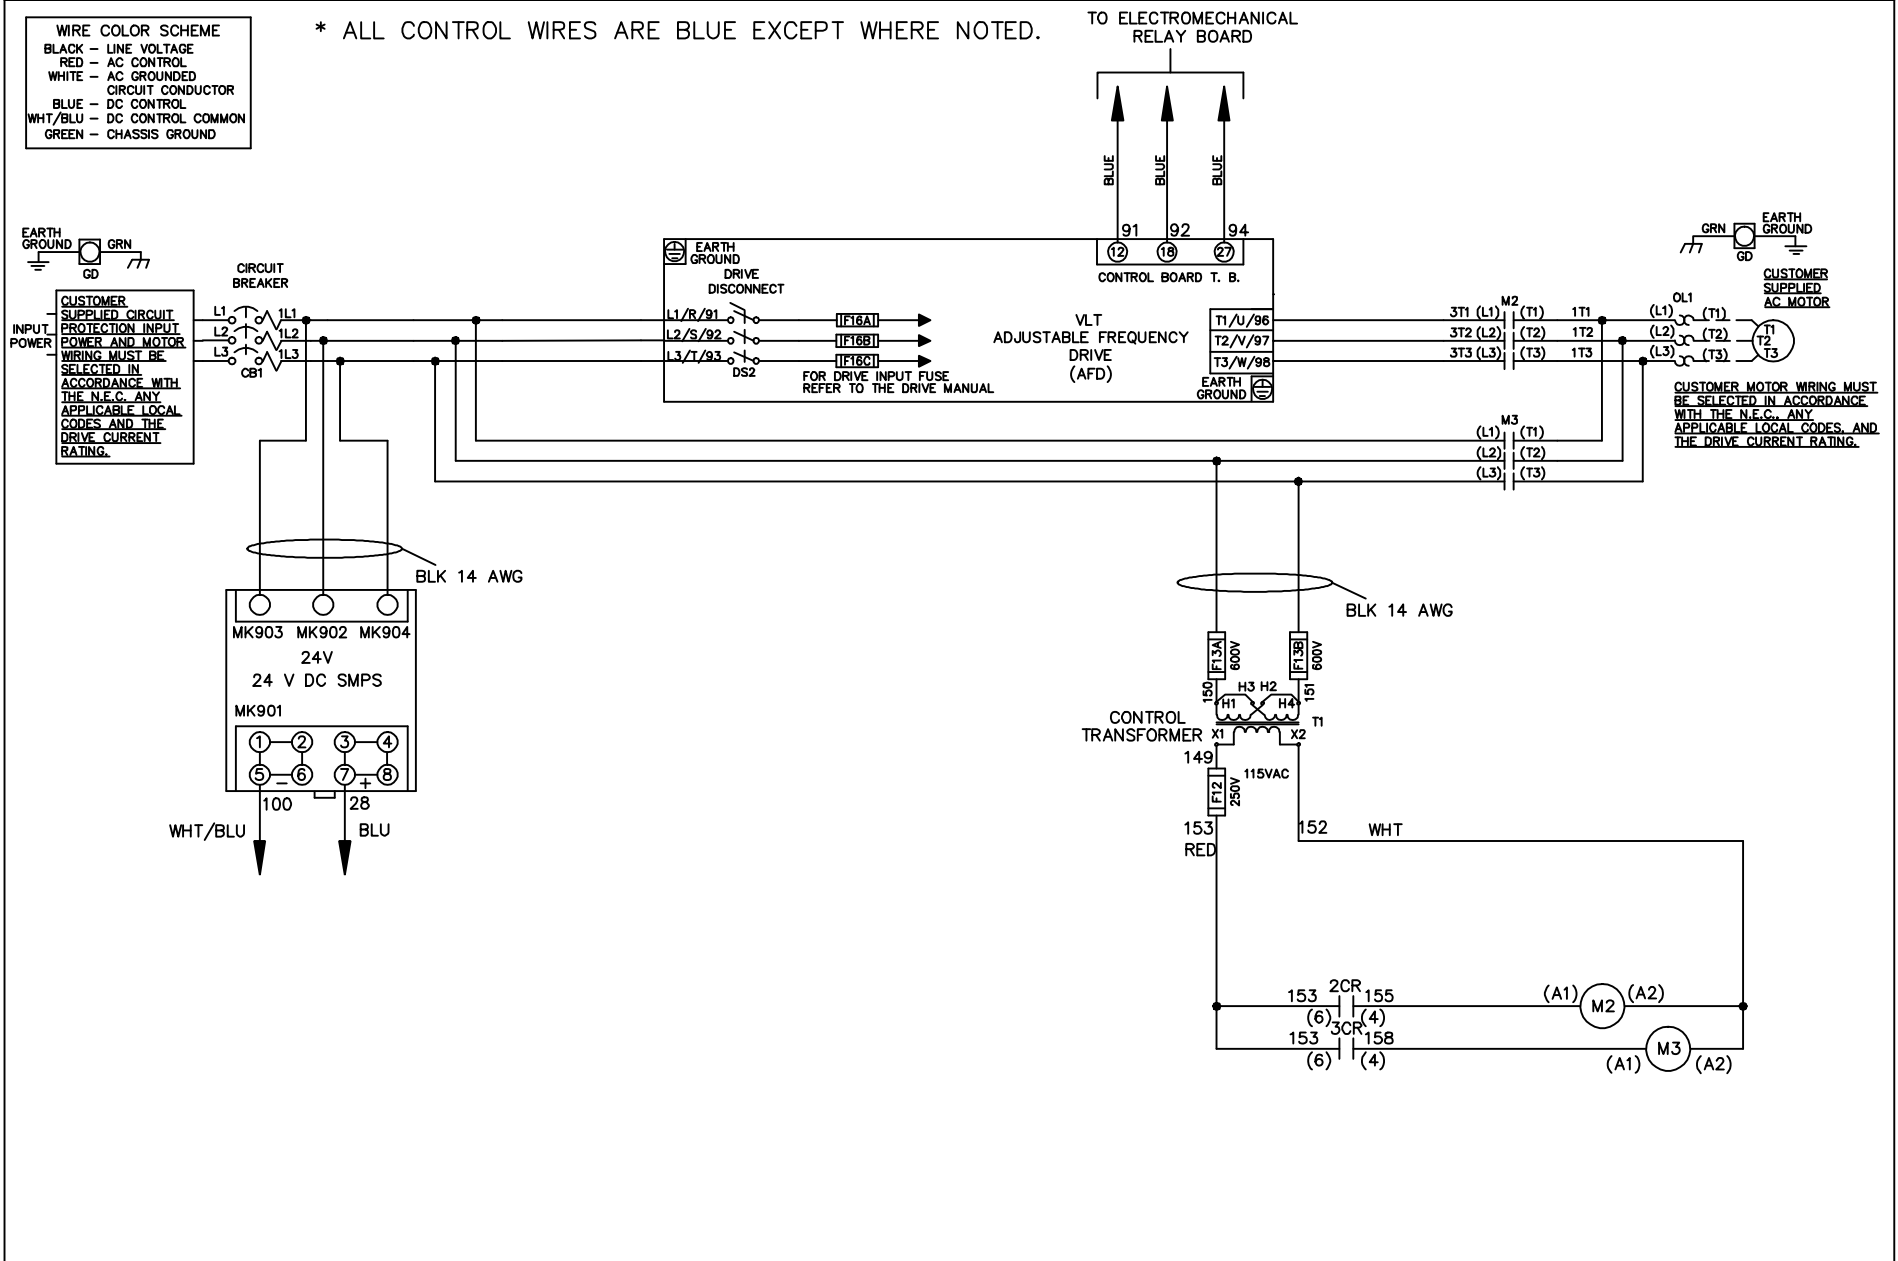 WIRE COLOR SCHEME
BLACK – LINE VOLTAGE
RED – AC CONTROL
WHITE – AC GROUNDED
CIRCUIT CONDUCTOR
BLUE – DC CONTROL
WHT/BLU – DC CONTROL COMMON
GREEN – CHASSIS GROUND
* ALL CONTROL WIRES ARE BLUE EXCEPT WHERE NOTED.
TO ELECTROMECHANICAL
RELAY BOARD
BLUE
BLUE
BLUE
91
92
94
12
18
27
CONTROL BOARD T. B.
EARTH
GROUND
GRN
GD
CIRCUIT
BREAKER
INPUT
POWER
CUSTOMER
SUPPLIED CIRCUIT
PROTECTION INPUT
POWER AND MOTOR
WIRING MUST BE
SELECTED IN
ACCORDANCE WITH
THE N.E.C. ANY
APPLICABLE LOCAL
CODES AND THE
DRIVE CURRENT
RATING.
L1
L2
L3
1L1
1L2
1L3
CB1
EARTH
GROUND
DRIVE
DISCONNECT
L1/R/91
L2/S/92
L3/T/93
DS2
F16A
F16B
F16C
FOR DRIVE INPUT FUSE
REFER TO THE DRIVE MANUAL
VLT
ADJUSTABLE FREQUENCY
DRIVE
(AFD)
T1/U/96
T2/V/97
T3/W/98
EARTH
GROUND
M2
3T1 (L1) (T1) 1T1
3T2 (L2) (T2) 1T2
3T3 (L3) (T3) 1T3
OL1
(L1) (T1)
(L2) (T2)
(L3) (T3)
T1
T2
T3
GRN
GD
EARTH
GROUND
CUSTOMER
SUPPLIED
AC MOTOR
CUSTOMER MOTOR WIRING MUST
BE SELECTED IN ACCORDANCE
WITH THE N.E.C., ANY
APPLICABLE LOCAL CODES, AND
THE DRIVE CURRENT RATING.
M3
(L1) (T1)
(L2) (T2)
(L3) (T3)
BLK 14 AWG
MK903 MK902 MK904
24V
24 V DC SMPS
MK901
1 2 3 4
5 – 6 7 + 8
100
28
WHT/BLU
BLU
BLK 14 AWG
F13A
600V
F13B
600V
150
151
H3 H2
H1
H4
T1
CONTROL
TRANSFORMER
X1
X2
149
115VAC
F12
250V
153
RED
152
WHT
2CR
153 155
(6) (4)
(A1) M2 (A2)
3CR
153 158
(6) (4)
(A1) M3 (A2)